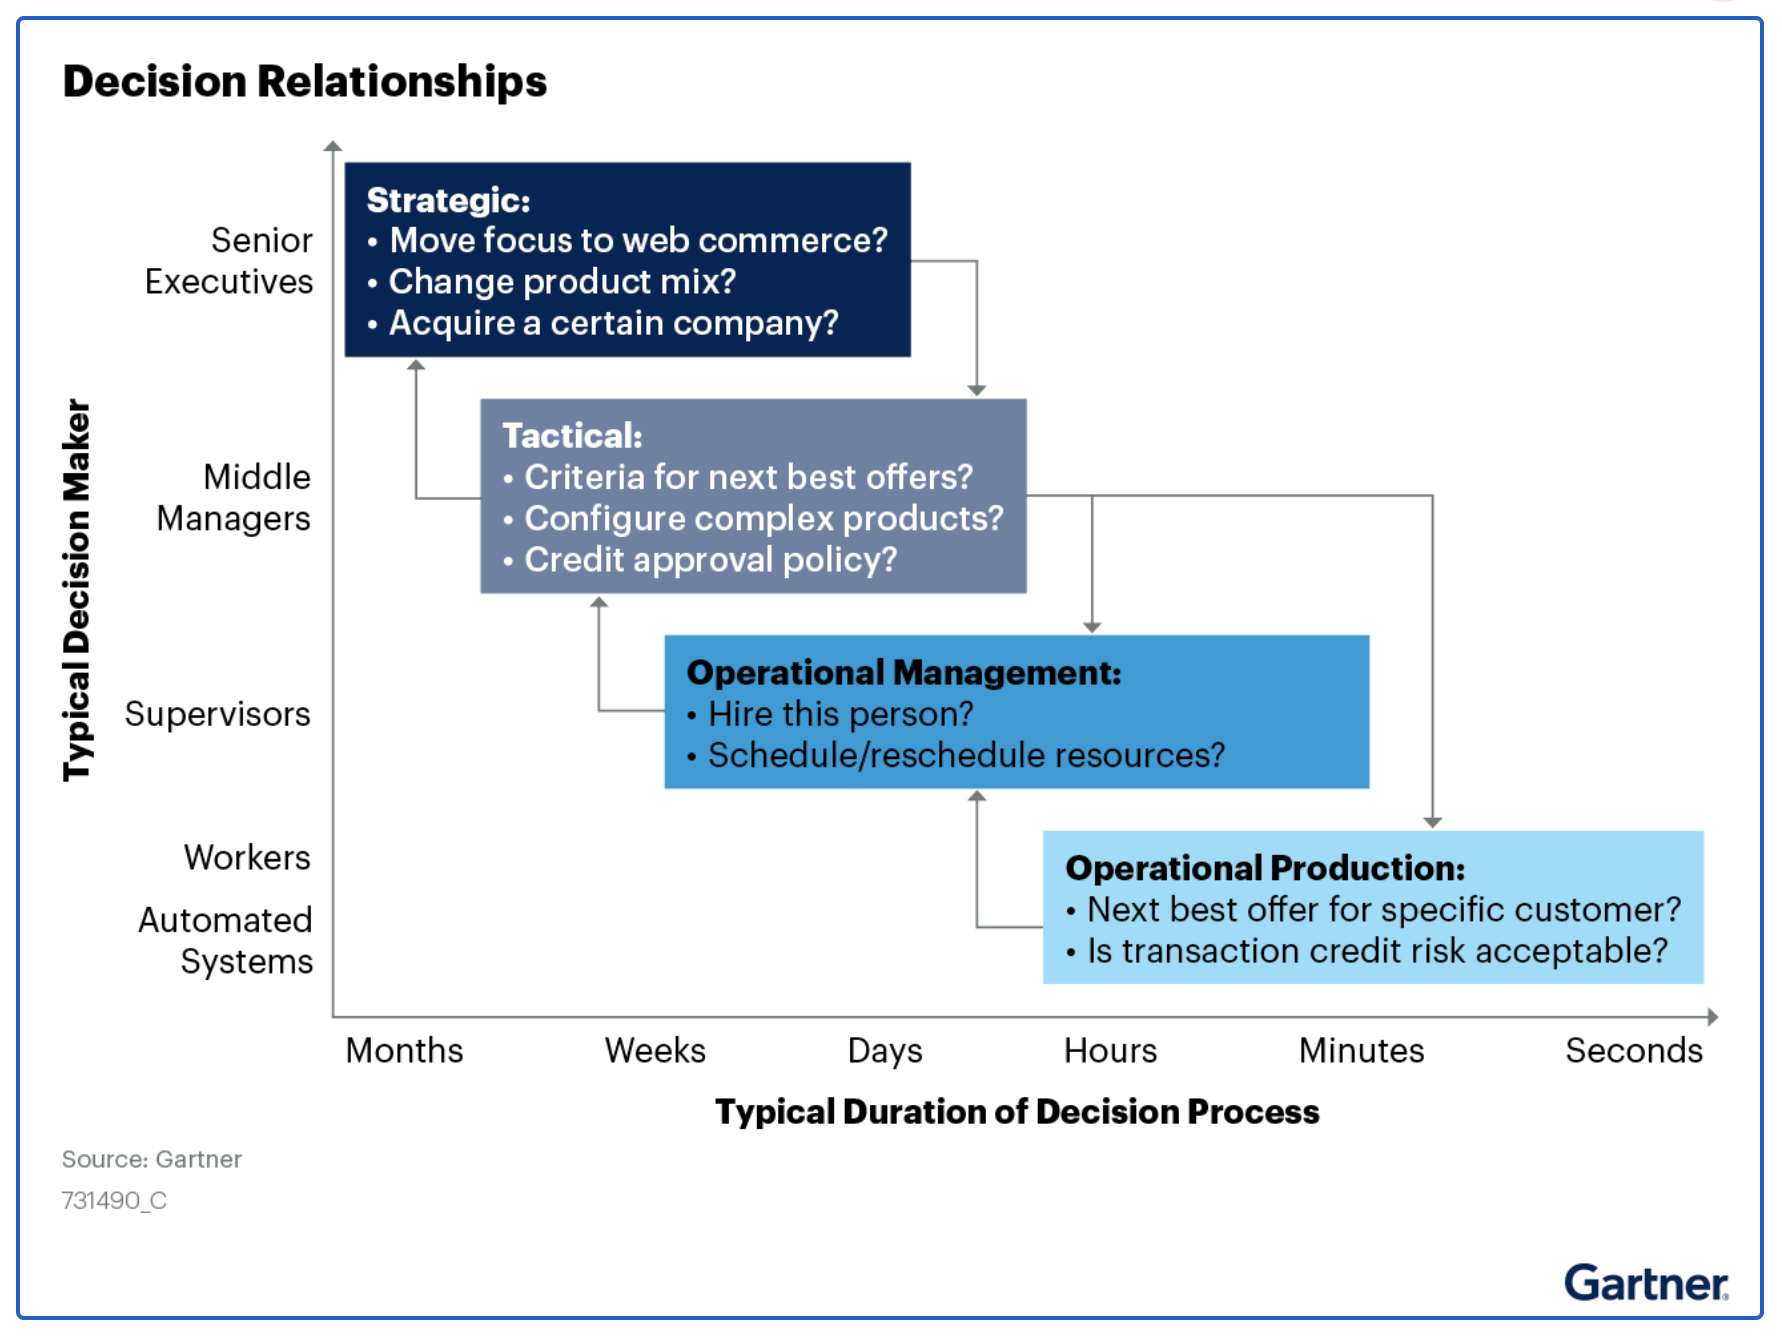 Decision Relationships
Typical Decision Maker
Senior
Executives
Strategic:
• Move focus to web commerce?
• Change product mix?
• Acquire a certain company?
Middle
Managers
Tactical:
• Criteria for next best offers?
• Configure complex products?
• Credit approval policy?
Supervisors
Operational Management:
• Hire this person?
• Schedule/reschedule resources?
Workers
Automated
Systems
Operational Production:
• Next best offer for specific customer?
• Is transaction credit risk acceptable?
Months Weeks Days Hours Minutes Seconds
Typical Duration of Decision Process
Source: Gartner
731490_C
Gartner®